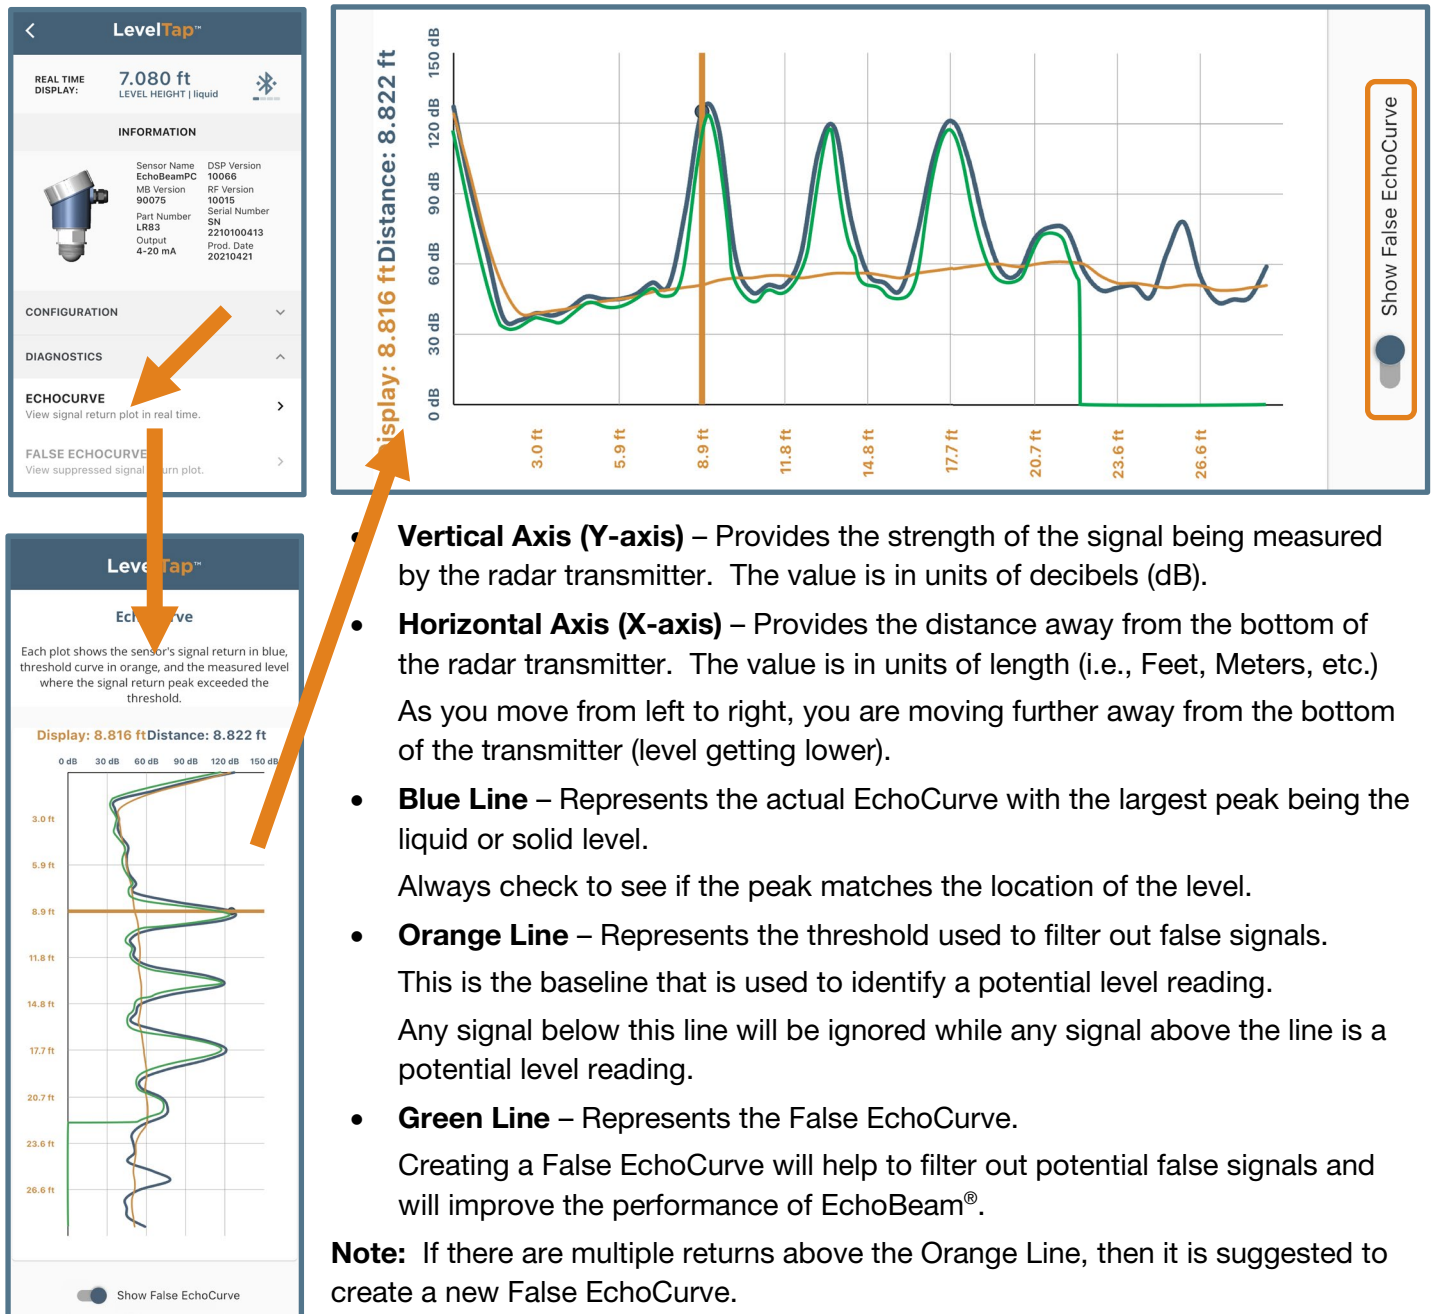 LevelTap™
REAL TIME DISPLAY:
7.080 ft
LEVEL HEIGHT | liquid
INFORMATION
Sensor Name
EchoBeamPC
DSP Version
10066
MB Version
90075
RF Version
10015
Part Number
LR83
Serial Number
SN
2210100413
Output
4-20 mA
Prod. Date
20210421
CONFIGURATION
DIAGNOSTICS
ECHOCURVE
View signal return plot in real time.
FALSE ECHOCURVE
View suppressed signal return plot.
Display: 8.816 ft Distance: 8.822 ft
150 dB
120 dB
90 dB
60 dB
30 dB
0 dB
3.0 ft
5.9 ft
8.9 ft
11.8 ft
14.8 ft
17.7 ft
20.7 ft
23.6 ft
26.6 ft
Show False EchoCurve
LevelTap™
EchoCurve
Each plot shows the sensor's signal return in blue,
threshold curve in orange, and the measured level
where the signal return peak exceeded the
threshold.
Display: 8.816 ft Distance: 8.822 ft
0 dB 30 dB 60 dB 90 dB 120 dB 150 dB
3.0 ft
5.9 ft
8.9 ft
11.8 ft
14.8 ft
17.7 ft
20.7 ft
23.6 ft
26.6 ft
Show False EchoCurve
• Vertical Axis (Y-axis) – Provides the strength of the signal being measured
by the radar transmitter. The value is in units of decibels (dB).
• Horizontal Axis (X-axis) – Provides the distance away from the bottom of
the radar transmitter. The value is in units of length (i.e., Feet, Meters, etc.)
As you move from left to right, you are moving further away from the bottom
of the transmitter (level getting lower).
• Blue Line – Represents the actual EchoCurve with the largest peak being the
liquid or solid level.
Always check to see if the peak matches the location of the level.
• Orange Line – Represents the threshold used to filter out false signals.
This is the baseline that is used to identify a potential level reading.
Any signal below this line will be ignored while any signal above the line is a
potential level reading.
• Green Line – Represents the False EchoCurve.
Creating a False EchoCurve will help to filter out potential false signals and
will improve the performance of EchoBeam®.
Note: If there are multiple returns above the Orange Line, then it is suggested to
create a new False EchoCurve.